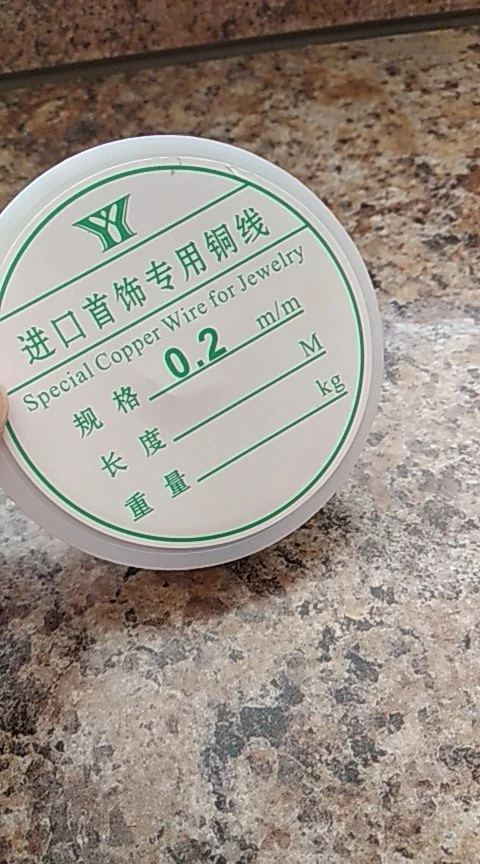 进口首饰专用铜线
Special Copper Wire for Jewelry
规 格 0.2 m/m
长 度 M
重 量 kg